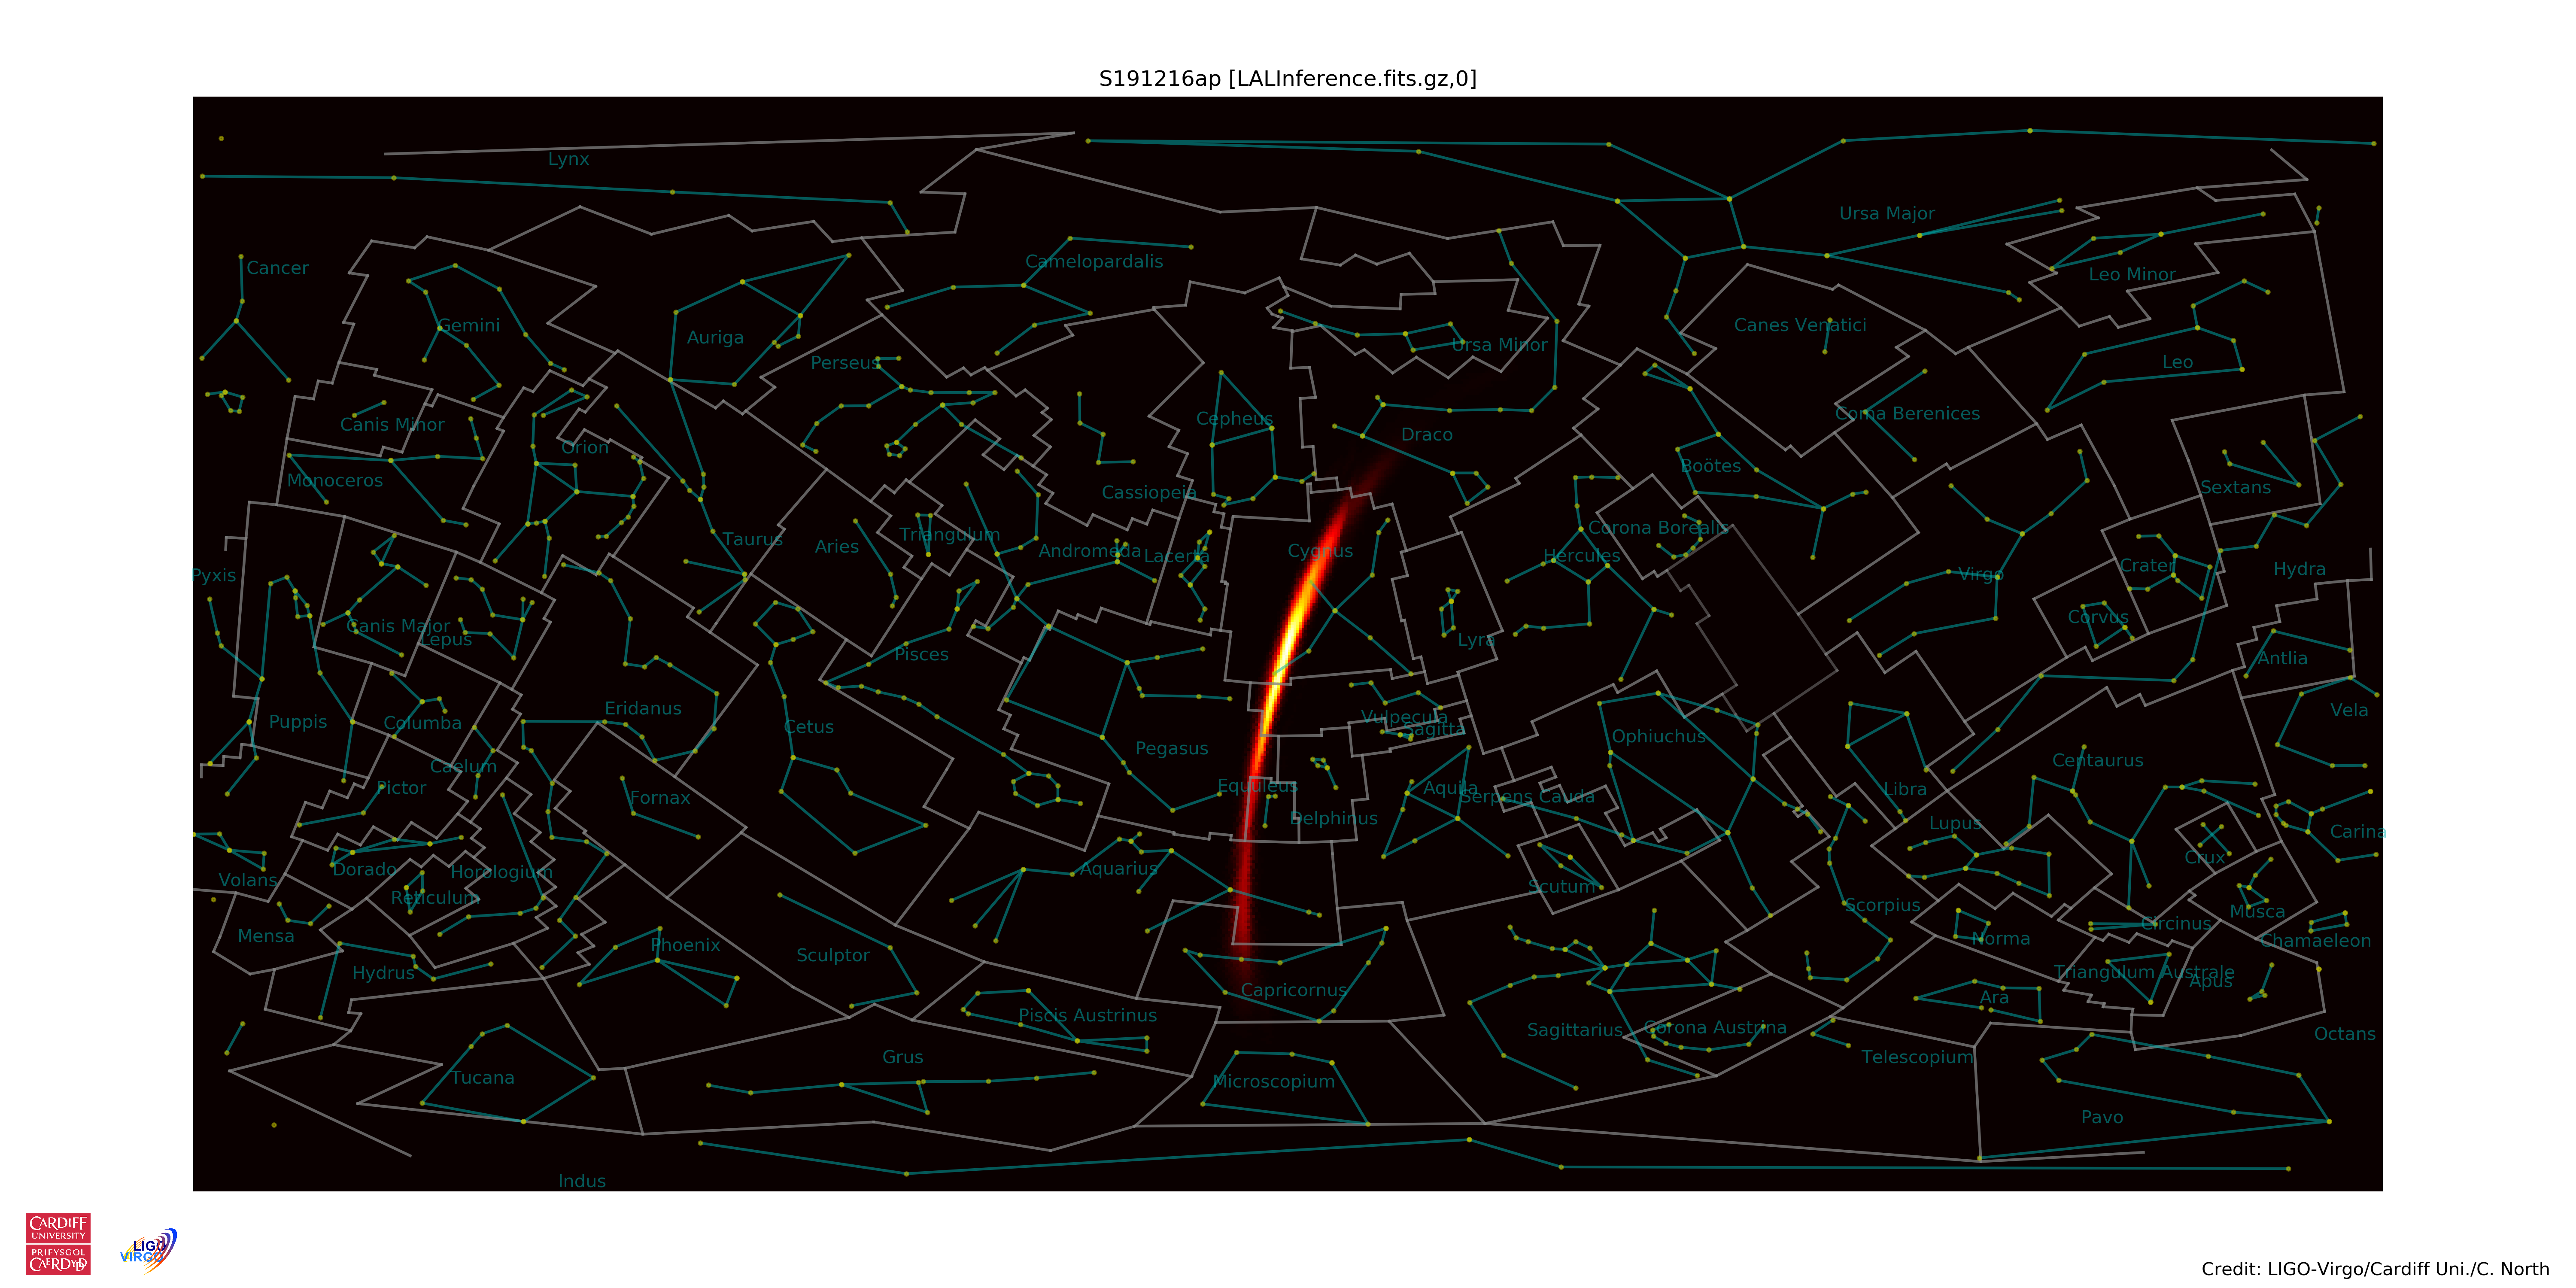 S191216ap [LALInference.fits.gz,0]
Lynx
Ursa Major
Camelopardalis
Cancer
Leo Minor
Gemini
Canes Venatici
Auriga
Ursa Minor
Perseus
Leo
Coma Berenices
Cepheus
Canis Minor
Draco
Orion
Boötes
Monoceros
Sextans
Cassiopeia
Corona Borealis
Triangulum
Taurus
Aries
Andromeda
Lacerta
Cygnus
Hercules
Crater
Hydra
Pyxis
Virgo
Corvus
Canis Major
Lepus
Lyra
Pisces
Antlia
Eridanus
Vela
Vulpecula
Puppis
Columba
Cetus
Sagitta
Ophiuchus
Pegasus
Centaurus
Caelum
Pictor
Equuleus
Aquila
Libra
Fornax
Serpens Cauda
Delphinus
Lupus
Carina
Crux
Dorado
Horologium
Aquarius
Volans
Scutum
Reticulum
Scorpius
Musca
Circinus
Mensa
Norma
Chamaeleon
Phoenix
Sculptor
Hydrus
Triangulum Australe
Apus
Capricornus
Ara
Piscis Austrinus
Sagittarius
Corona Austrina
Octans
Grus
Telescopium
Tucana
Microscopium
Pavo
Indus
CARDIFF
UNIVERSITY
PRIFYSGOL
CAERDYDD
LIGO
VIRGO
Credit: LIGO-Virgo/Cardiff Uni./C. North